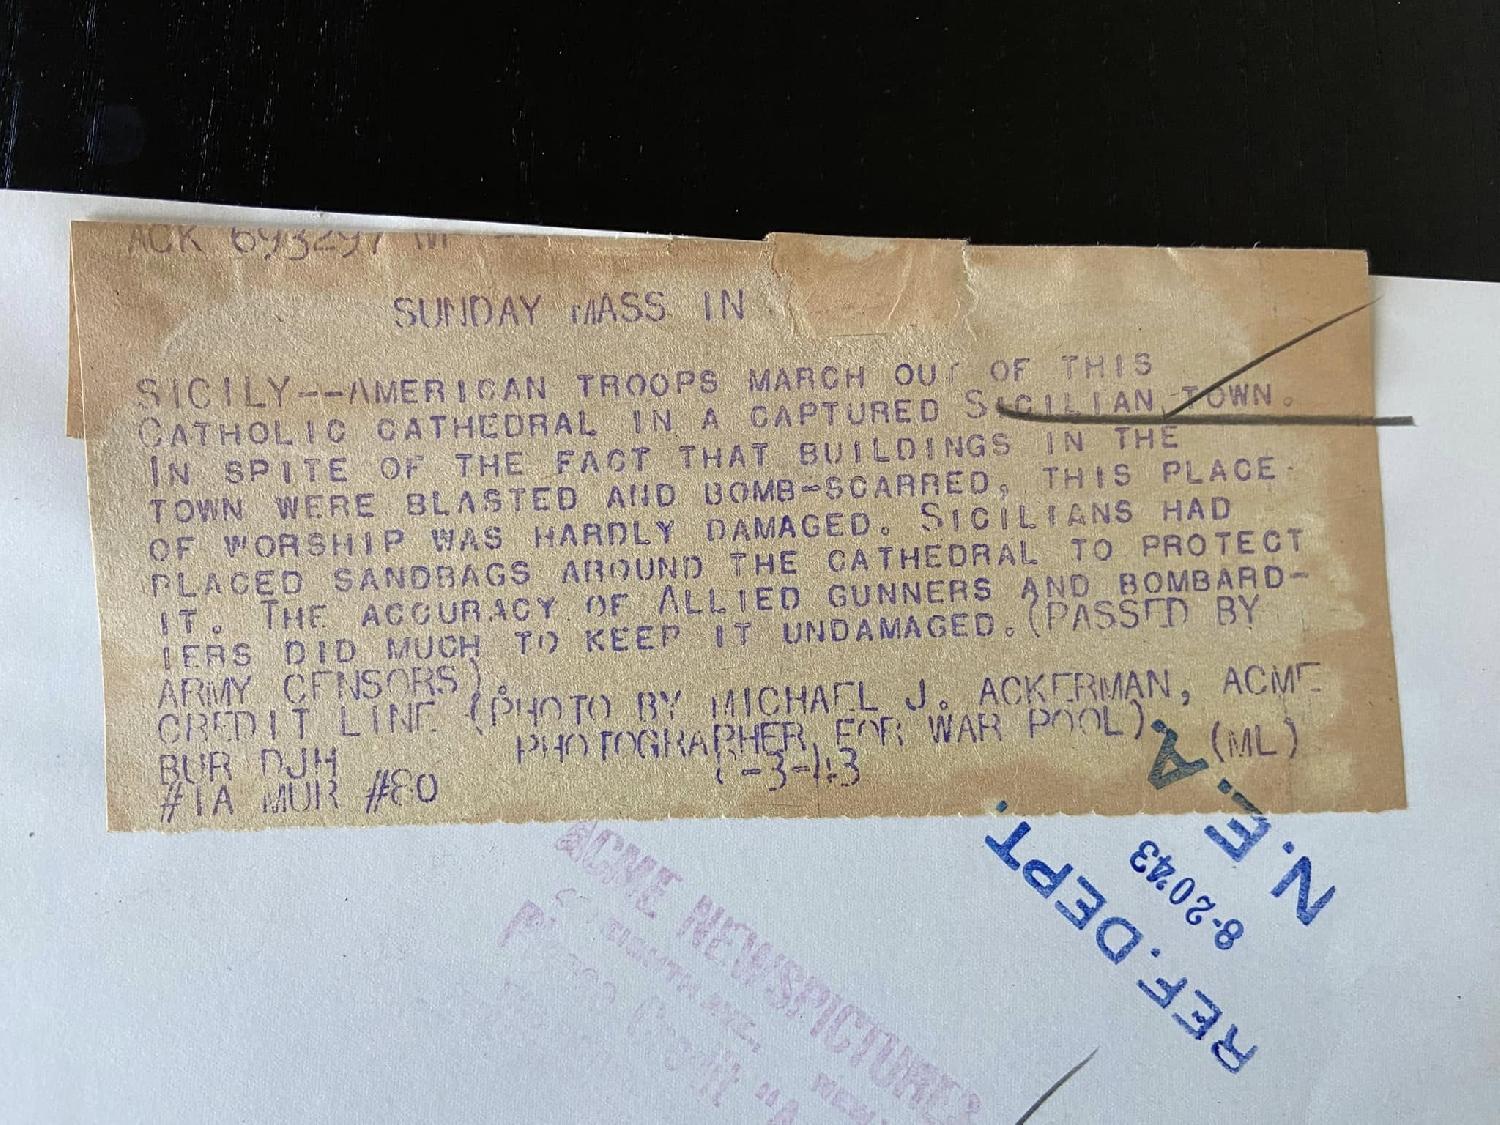 ACK 693297
SUNDAY MASS IN
SICILY--AMERICAN TROOPS MARCH OUT OF THIS
CATHOLIC CATHEDRAL IN A CAPTURED SICILIAN TOWN.
IN SPITE OF THE FACT THAT BUILDINGS IN THE
TOWN WERE BLASTED AND BOMB-SCARRED, THIS PLACE
OF WORSHIP WAS HARDLY DAMAGED. SICILIANS HAD
PLACED SANDBAGS AROUND THE CATHEDRAL TO PROTECT
IT. THE ACCURACY OF ALLIED GUNNERS AND BOMBARD-
IERS DID MUCH TO KEEP IT UNDAMAGED.(PASSED BY
ARMY CENSORS).
CREDIT LINE (PHOTO BY MICHAEL J. ACKERMAN, ACME
PHOTOGRAPHER FOR WAR POOL). (ML)
BUR DJH
#1A MUR #80
N.E.A.
8-2043
REF. DEPT.
ACME NEWSPICTURES